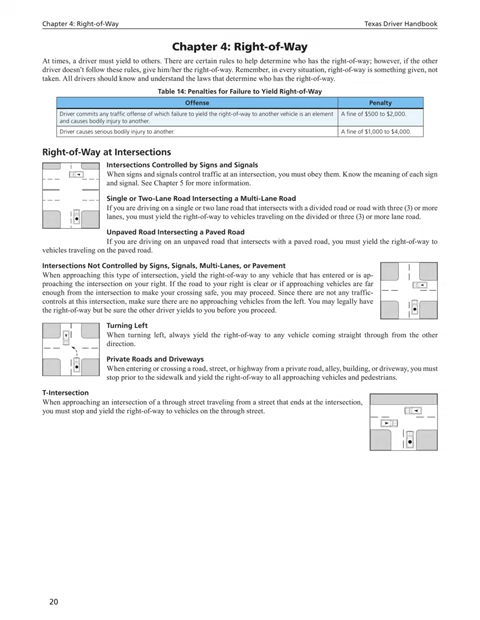 Chapter 4: Right-of-Way
Texas Driver Handbook
Chapter 4: Right-of-Way
At times, a driver must yield to others. There are certain rules to help determine who has the right-of-way; however, if the other
driver doesn't follow these rules, give him/her the right-of-way. Remember, in every situation, right-of-way is something given, not
taken. All drivers should know and understand the laws that determine who has the right-of-way.
Table 14: Penalties for Failure to Yield Right-of-Way
Offense
Penalty
Driver commits any traffic offense of which failure to yield the right-of-way to another vehicle is an element
and causes bodily injury to another.
A fine of $500 to $2,000.
Driver causes serious bodily injury to another.
A fine of $1,000 to $4,000.
Right-of-Way at Intersections
Intersections Controlled by Signs and Signals
When signs and signals control traffic at an intersection, you must obey them. Know the meaning of each sign
and signal. See Chapter 5 for more information.
Single or Two-Lane Road Intersecting a Multi-Lane Road
If you are driving on a single or two lane road that intersects with a divided road or road with three (3) or more
lanes, you must yield the right-of-way to vehicles traveling on the divided or three (3) or more lane road.
Unpaved Road Intersecting a Paved Road
If you are driving on an unpaved road that intersects with a paved road, you must yield the right-of-way to
vehicles traveling on the paved road.
Intersections Not Controlled by Signs, Signals, Multi-Lanes, or Pavement
When approaching this type of intersection, yield the right-of-way to any vehicle that has entered or is ap-
proaching the intersection on your right. If the road to your right is clear or if approaching vehicles are far
enough from the intersection to make your crossing safe, you may proceed. Since there are not any traffic-
controls at this intersection, make sure there are no approaching vehicles from the left. You may legally have
the right-of-way but be sure the other driver yields to you before you proceed.
Turning Left
When turning left, always yield the right-of-way to any vehicle coming straight through from the other
direction.
Private Roads and Driveways
When entering or crossing a road, street, or highway from a private road, alley, building, or driveway, you must
stop prior to the sidewalk and yield the right-of-way to all approaching vehicles and pedestrians.
T-Intersection
When approaching an intersection of a through street traveling from a street that ends at the intersection,
you must stop and yield the right-of-way to vehicles on the through street.
20